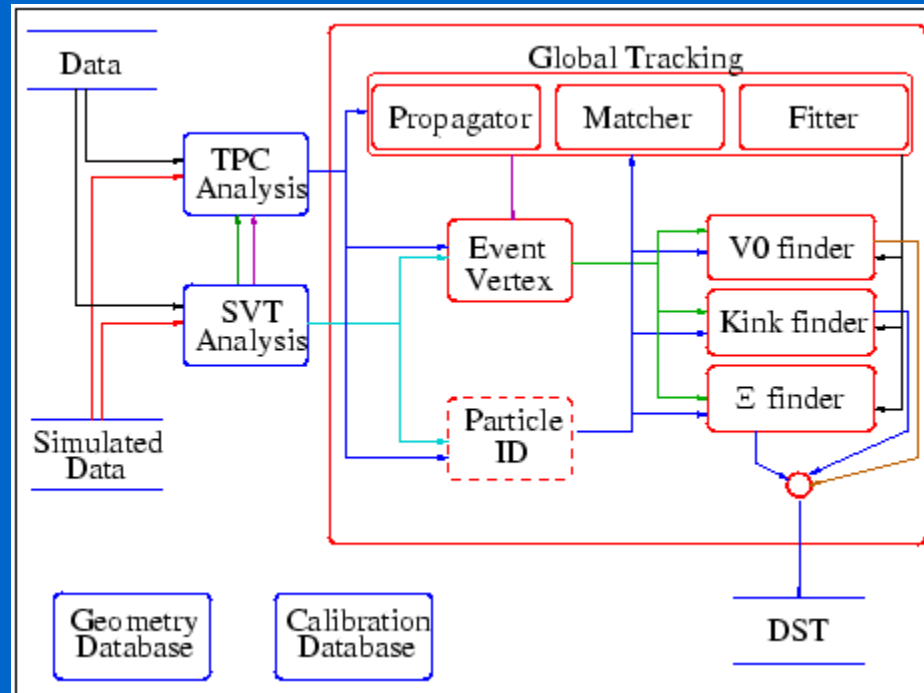 Data
Global Tracking
Propagator
Matcher
Fitter
TPC
Analysis
Event
Vertex
V0 finder
SVT
Analysis
Kink finder
Ξ finder
Particle
ID
Simulated
Data
Geometry
Database
Calibration
Database
DST